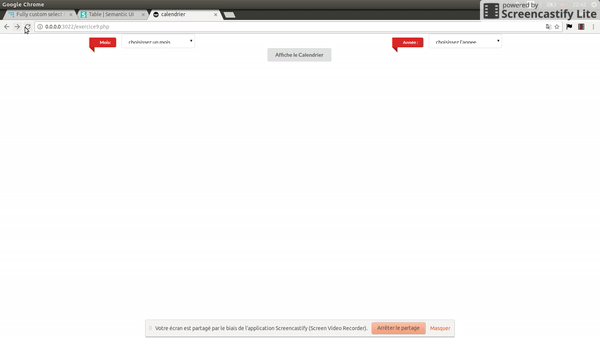 Google Chrome
powered by
Screencastify Lite
Fully custom select
Table | Semantic UI
calendrier
0.0.0.0:3022/exercice9.php
Mois
choisissez un mois
Année :
choisissez l'annee
Affiche le Calendrier
Votre écran est partagé par le biais de l'application Screencastify (Screen Video Recorder).
Arrêter le partage
Masquer